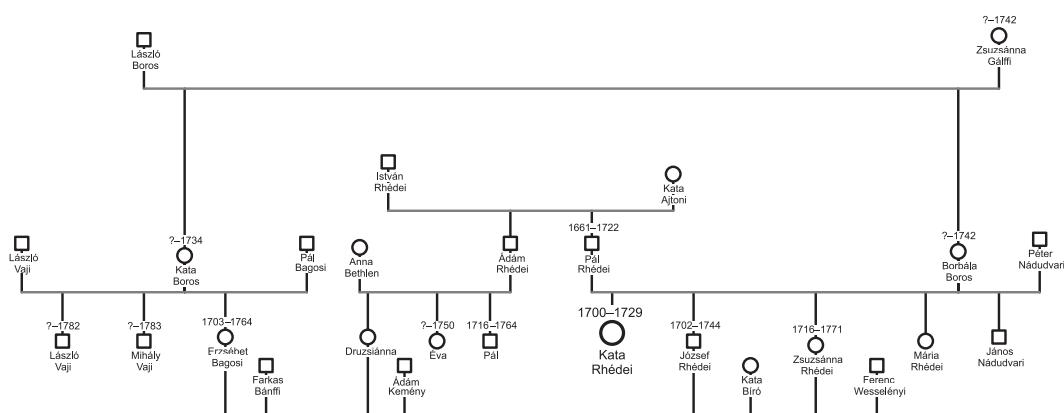 László
Boros
?–1742
Zsuzsánna
Gálffi
István
Rhédei
Kata
Ajtoni
László
Vaji
?–1734
Kata
Boros
Pál
Bagosi
Anna
Bethlen
Ádám
Rhédei
1661–1722
Pál
Rhédei
?–1742
Borbála
Boros
Péter
Nádudvari
?–1782
László
Vaji
?–1783
Mihály
Vaji
1703–1764
Erzsébet
Bagosi
Farkas
Bánffi
Druzsiánna
Ádám
Kemény
?–1750
Éva
1716–1764
Pál
1700–1729
Kata
Rhédei
1702–1744
József
Rhédei
Kata
Bíró
1716–1771
Zsuzsánna
Rhédei
Ferenc
Wesselényi
Mária
Rhédei
János
Nádudvari